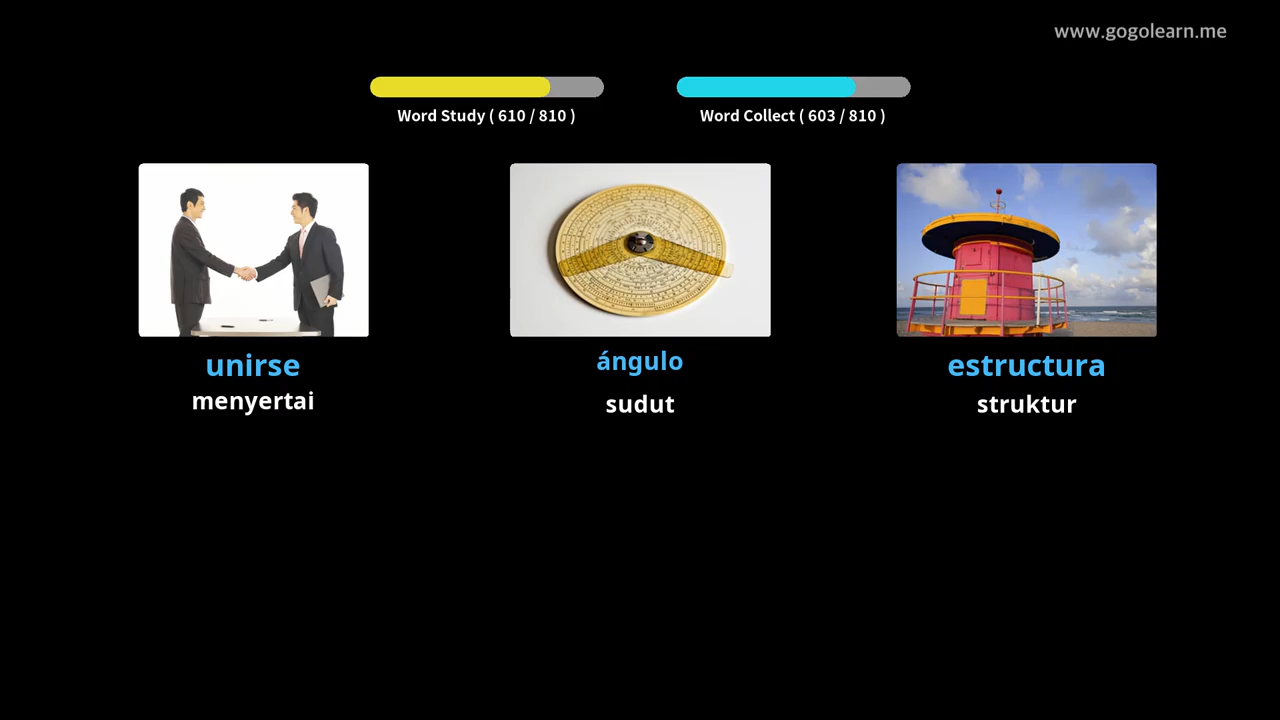 www.gogolearn.me
Word Study ( 610 / 810 )
Word Collect ( 603 / 810 )
unirse
menyertai
ángulo
sudut
estructura
struktur